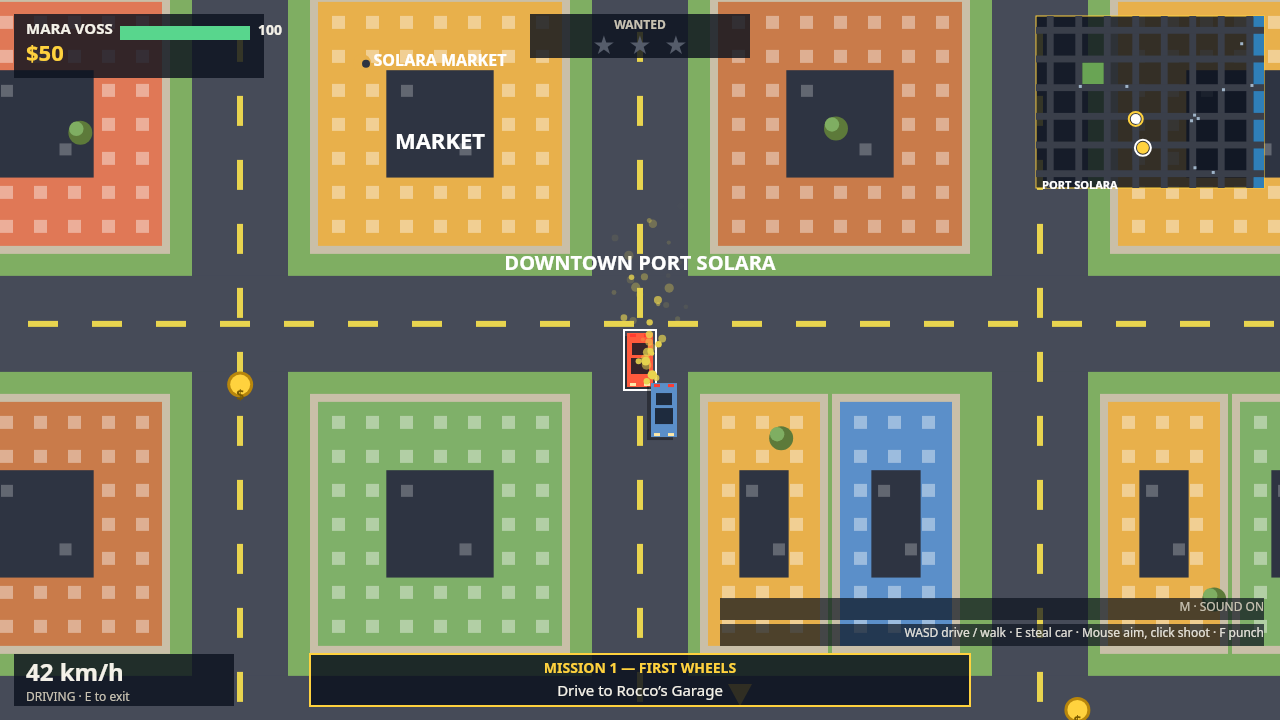 MARA VOSS
100
$50
WANTED
SOLARA MARKET
MARKET
PORT SOLARA
DOWNTOWN PORT SOLARA
$
$
M · SOUND ON
WASD drive / walk · E steal car · Mouse aim, click shoot · F punch
42 km/h
DRIVING · E to exit
MISSION 1 — FIRST WHEELS
Drive to Rocco’s Garage